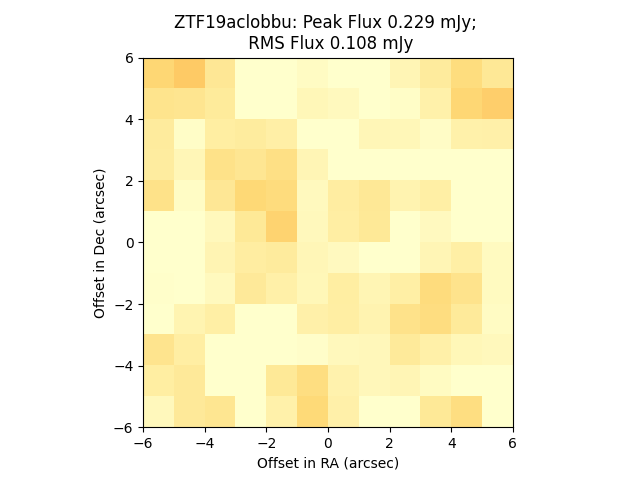 ZTF19aclobbu: Peak Flux 0.229 mJy;
RMS Flux 0.108 mJy
6
4
2
0
−2
−4
−6
Offset in Dec (arcsec)
−6 −4 −2 0 2 4 6
Offset in RA (arcsec)